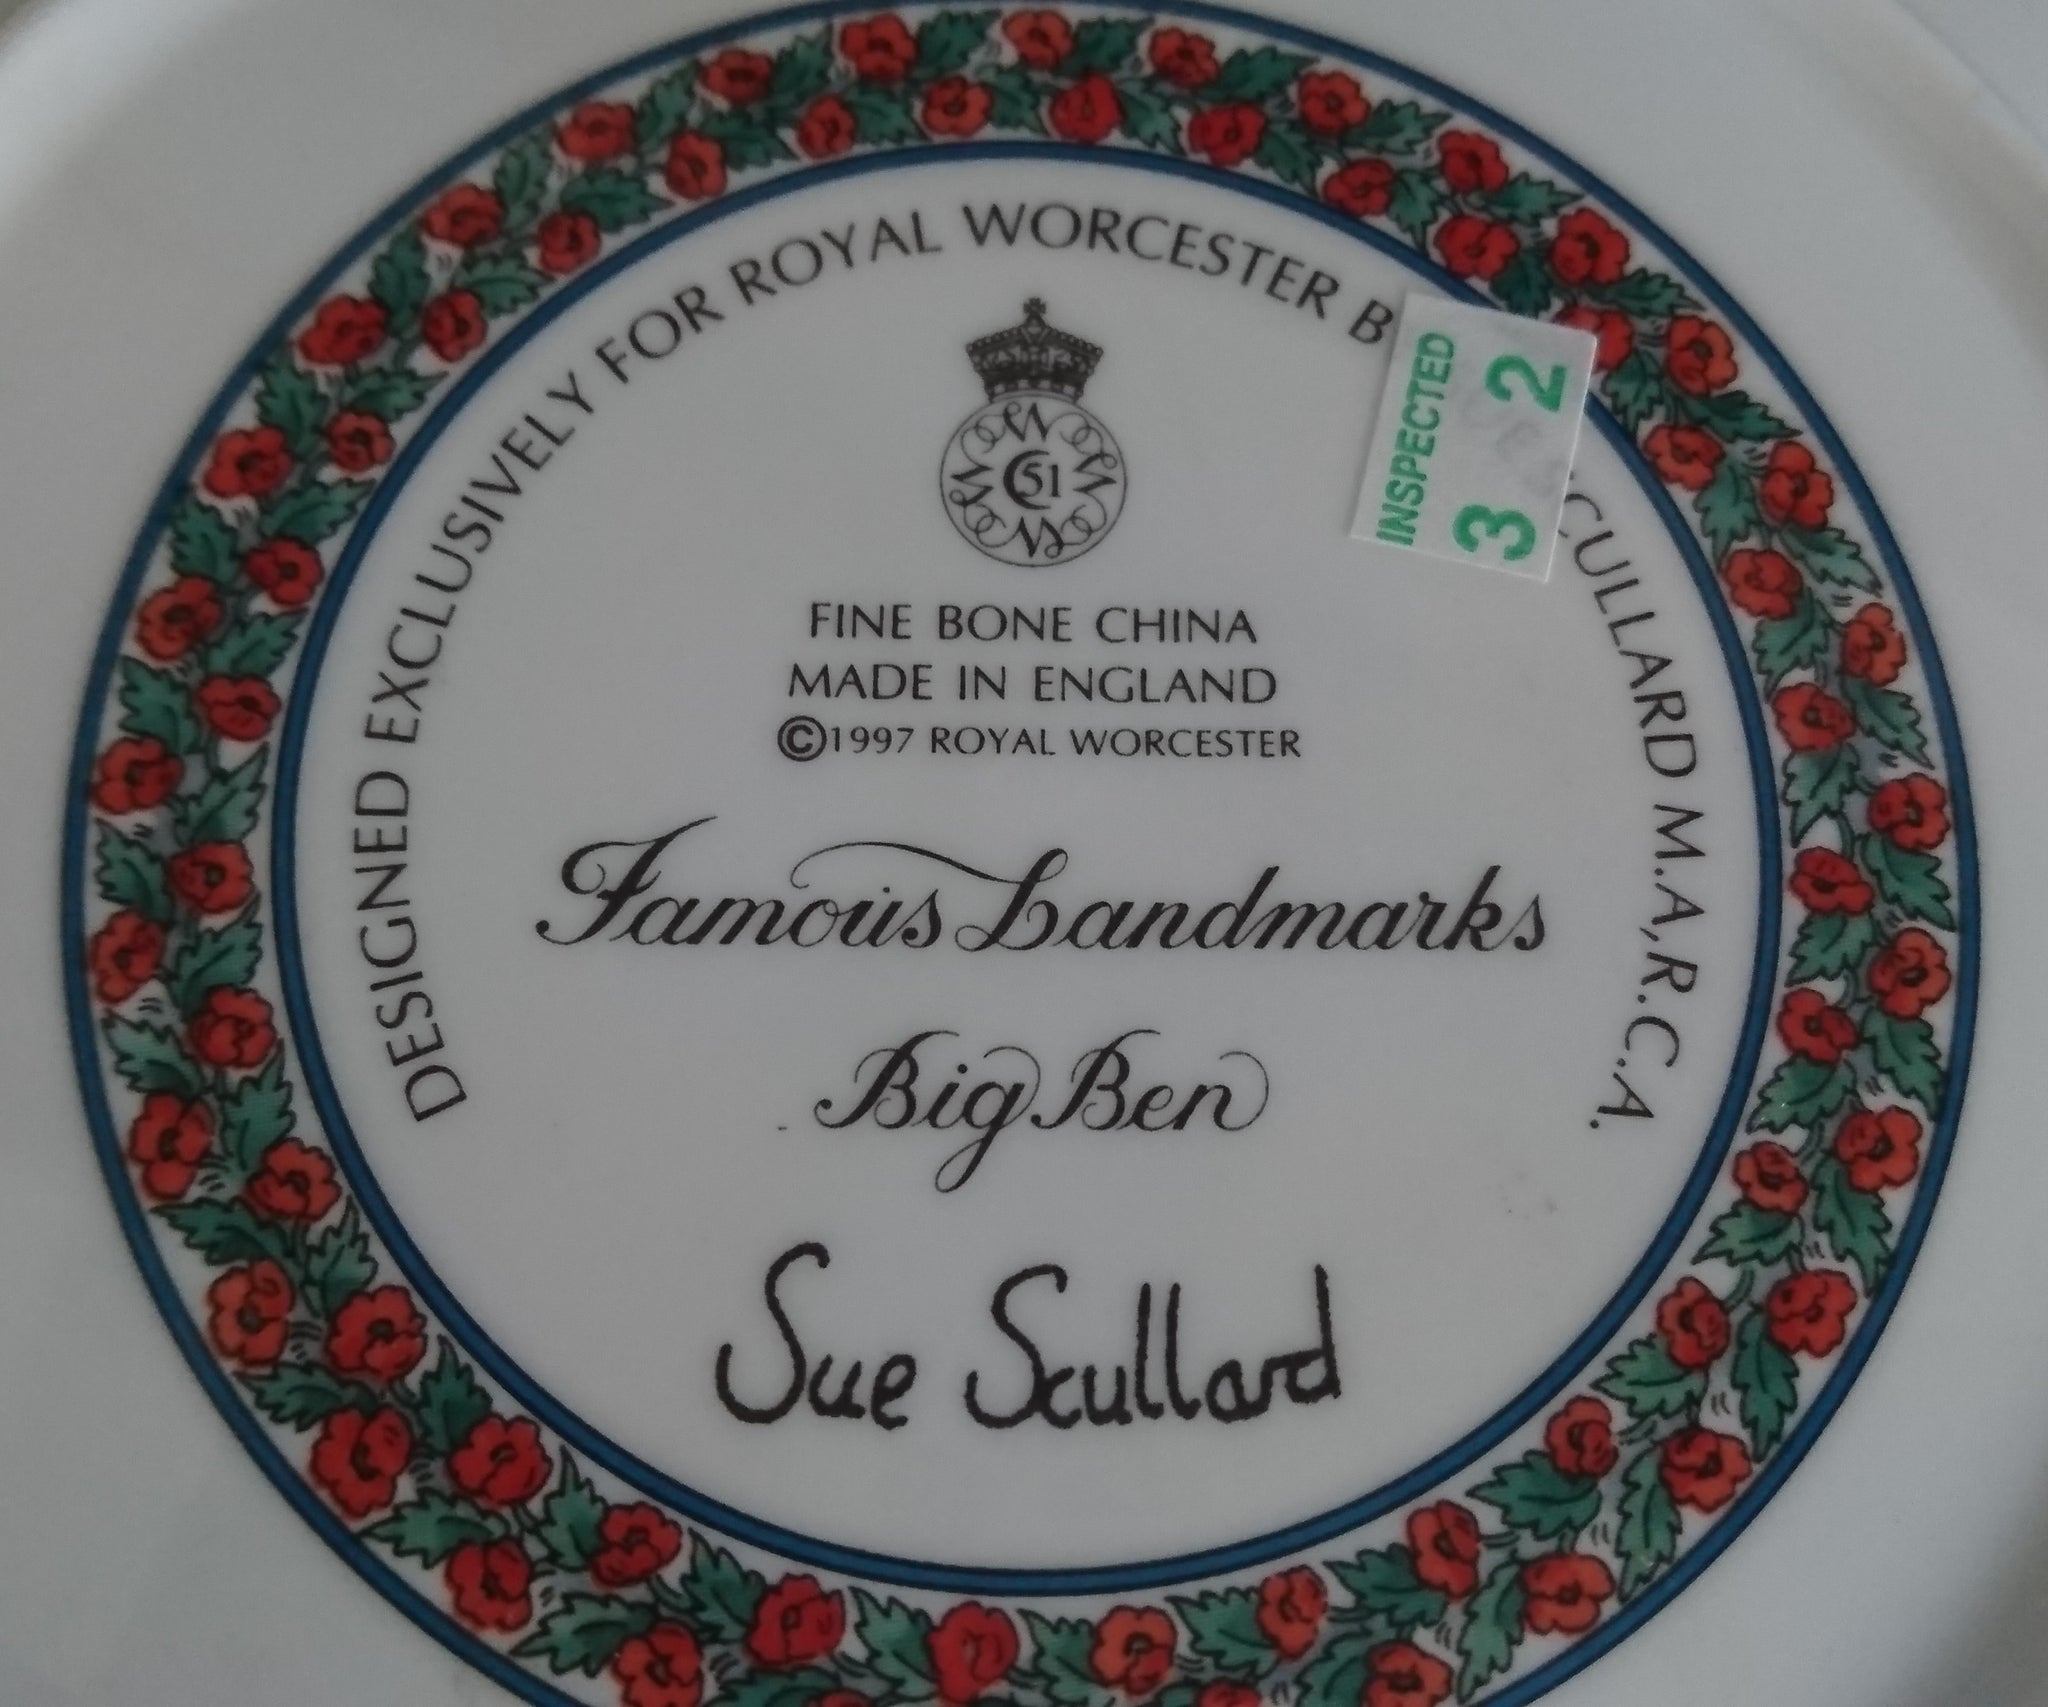 DESIGNED EXCLUSIVELY FOR ROYAL WORCESTER B CULLARD M.A,R.C.A.
INSPECTED
3 2
51
FINE BONE CHINA
MADE IN ENGLAND
©1997 ROYAL WORCESTER
Famous Landmarks
Big Ben
Sue Scullard